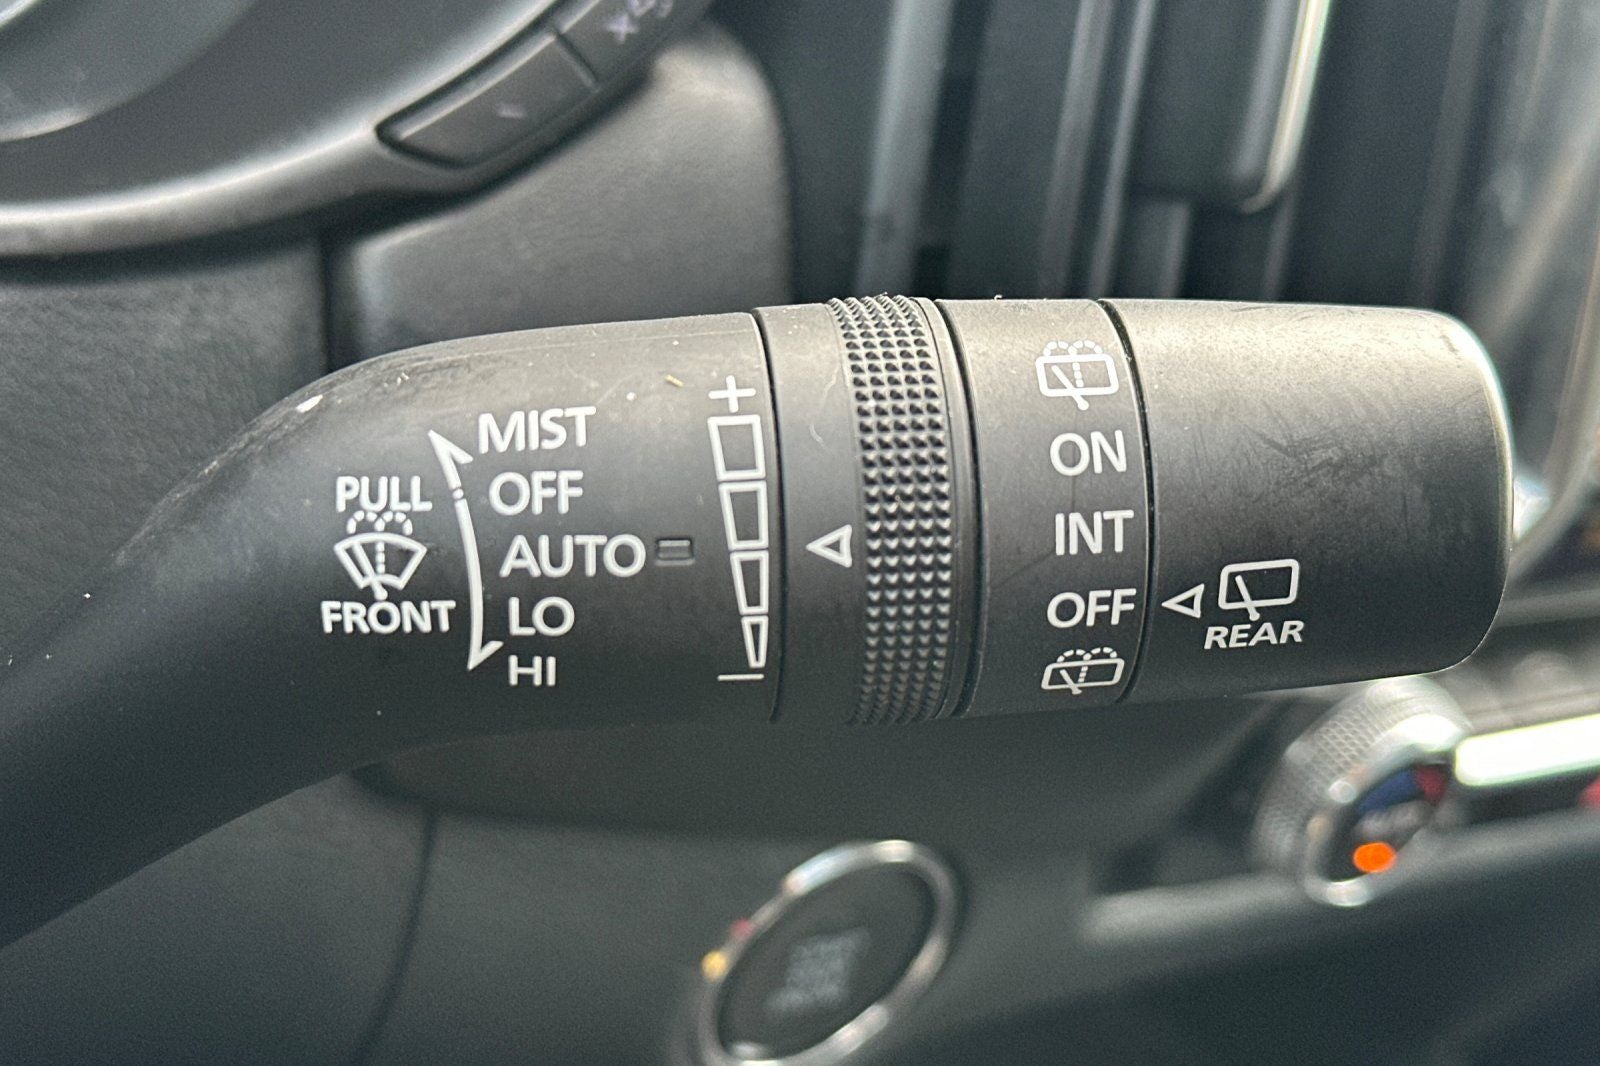 MIST
PULL
OFF
AUTO
FRONT
LO
HI
+
-
ON
INT
OFF
REAR